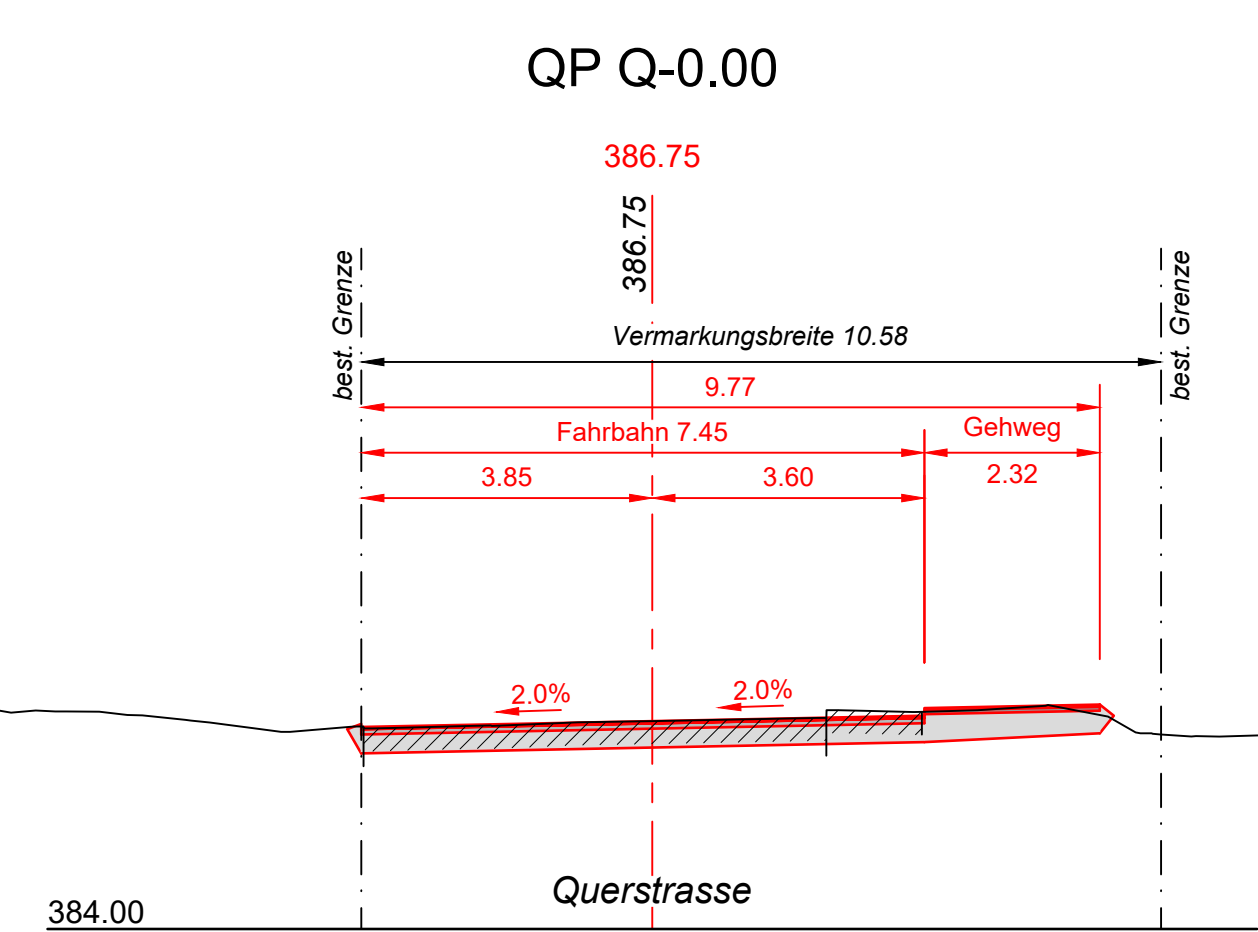 QP Q-0.00
386.75
386.75
best. Grenze
best. Grenze
Vermarkungsbreite 10.58
9.77
Fahrbahn 7.45
Gehweg
3.85
3.60
2.32
2.0%
2.0%
Querstrasse
384.00